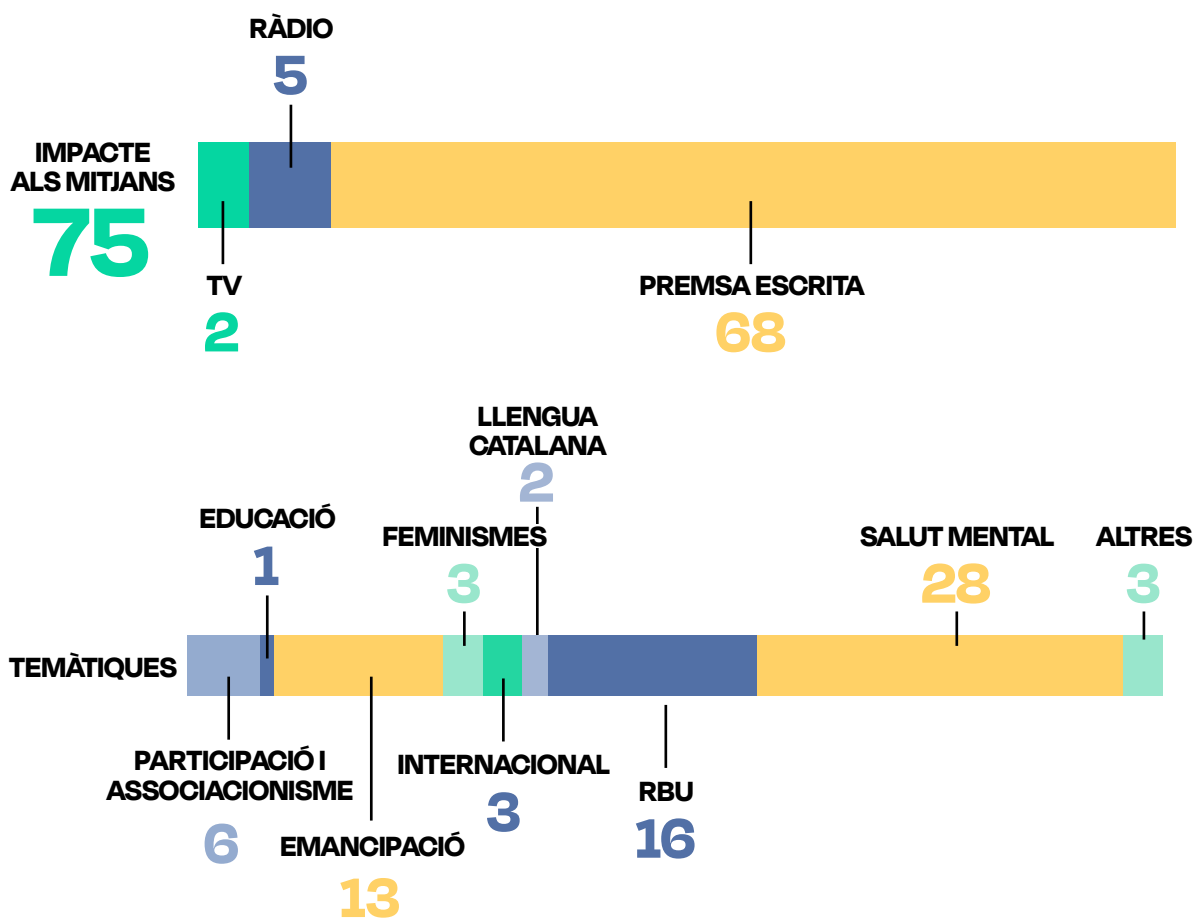 RÀDIO
5
IMPACTE
ALS MITJANS
75
TV
2
PREMSA ESCRITA
68
LLENGUA
CATALANA
2
EDUCACIÓ
1
FEMINISMES
3
SALUT MENTAL
28
ALTRES
3
TEMÀTIQUES
PARTICIPACIÓ I
ASSOCIACIONISME
6
EMANCIPACIÓ
13
INTERNACIONAL
3
RBU
16